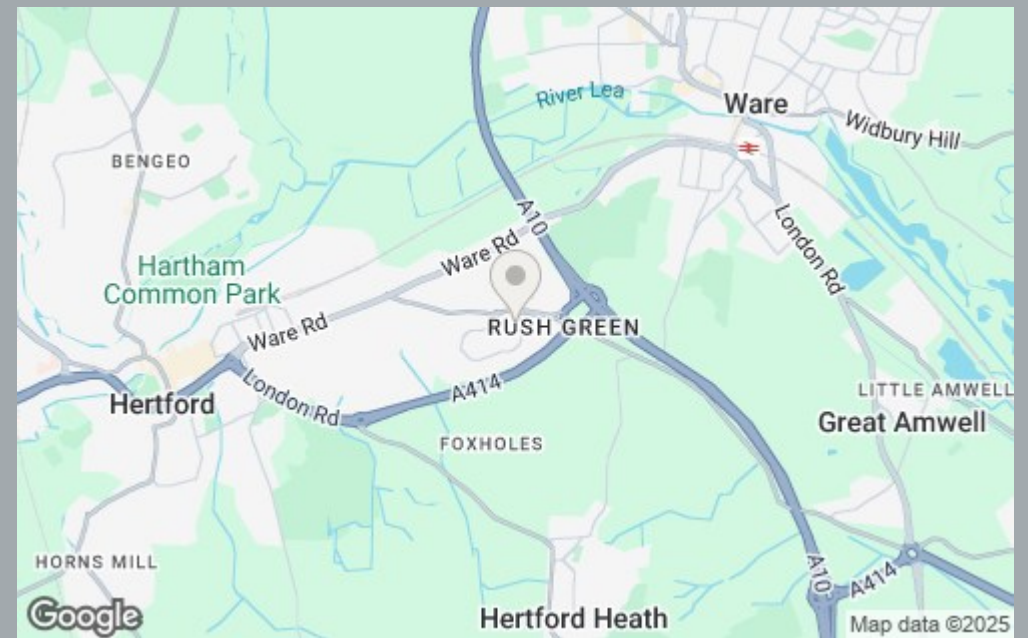 River Lea
Ware
Widbury Hill
BENGEO
A10
Ware Rd
London Rd
Hartham
Common Park
RUSH GREEN
Ware Rd
A414
London Rd
Hertford
LITTLE AMWELL
Great Amwell
FOXHOLES
HORNS MILL
A10
A414
Hertford Heath
Google
Map data ©2025